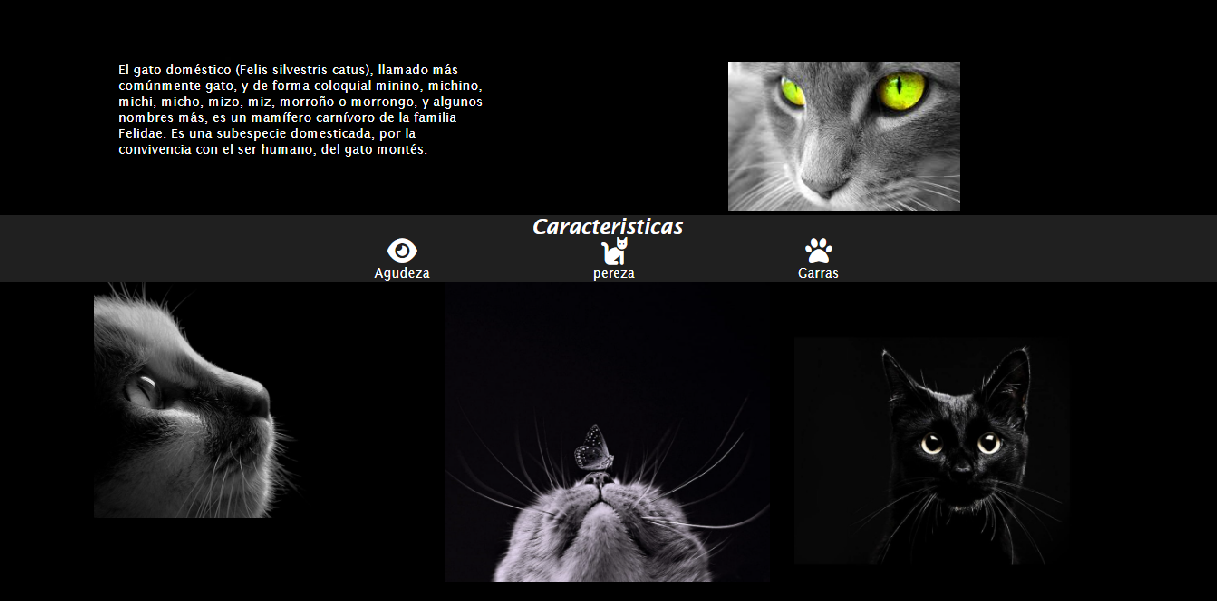 El gato doméstico (Felis silvestris catus), llamado más
comúnmente gato, y de forma coloquial minino, michino,
michi, micho, mizo, miz, morroño o morrongo, y algunos
nombres más, es un mamífero carnívoro de la familia
Felidae. Es una subespecie domesticada, por la
convivencia con el ser humano, del gato montés.
Caracteristicas
Agudeza
pereza
Garras